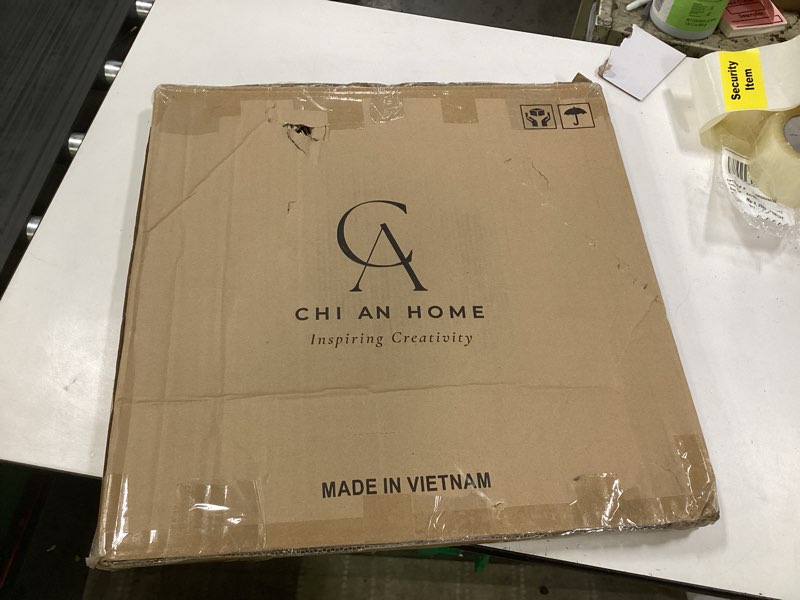 CA
CHI AN HOME
Inspiring Creativity
MADE IN VIETNAM
Security
Item